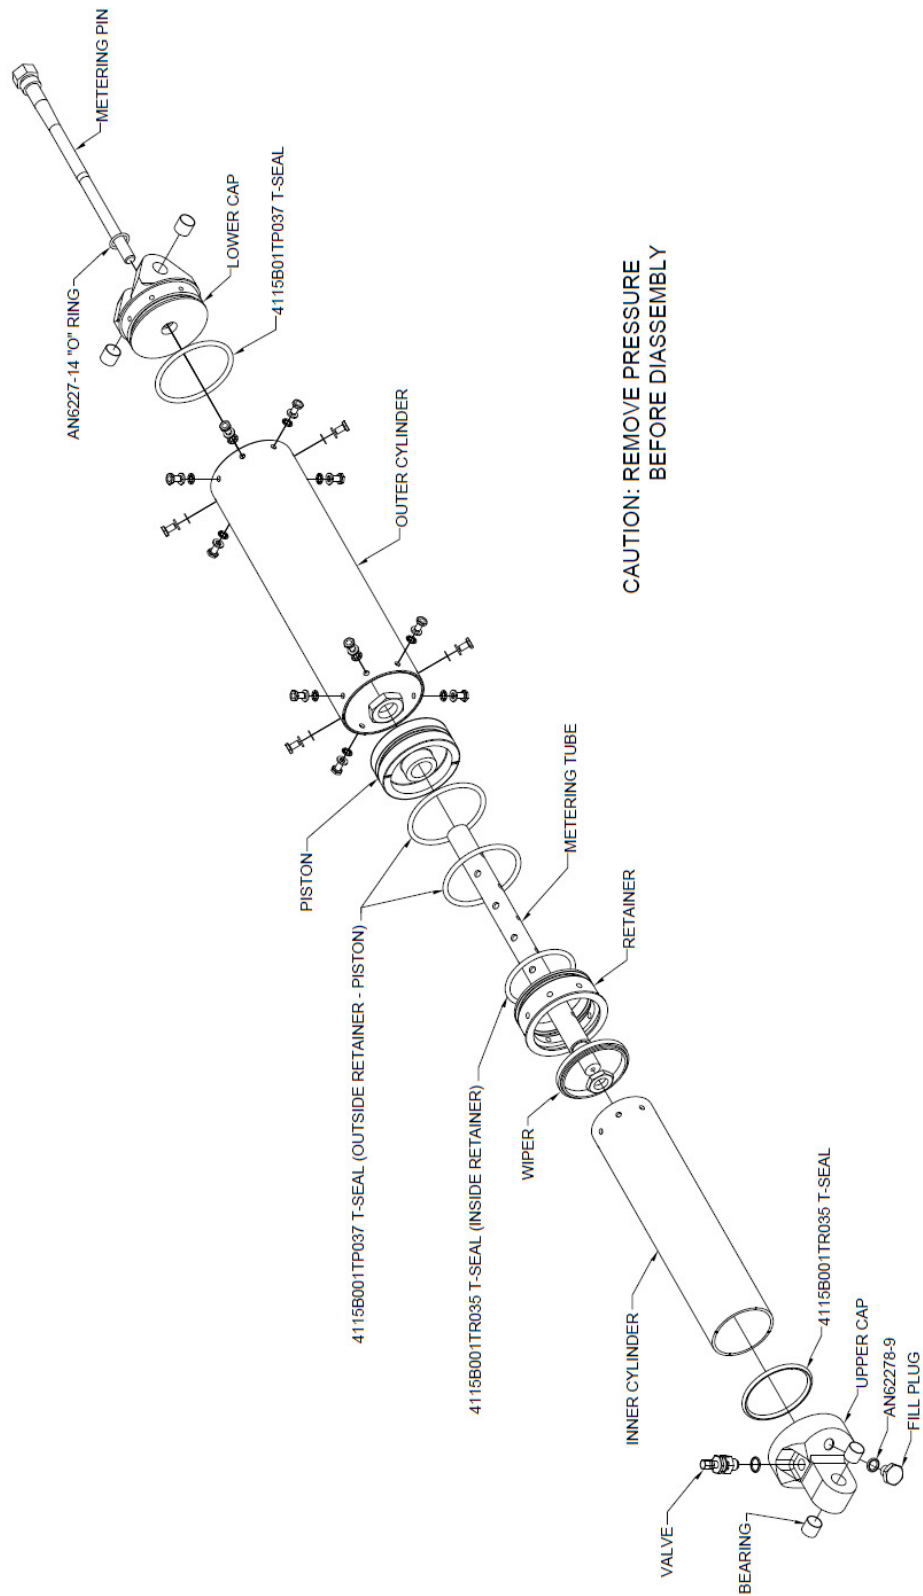 METERING PIN
AN6227-14 "O" RING
LOWER CAP
4115B01TP037 T-SEAL
OUTER CYLINDER
CAUTION: REMOVE PRESSURE
BEFORE DIASSEMBLY
PISTON
METERING TUBE
4115B001TP037 T-SEAL (OUTSIDE RETAINER - PISTON)
RETAINER
4115B001TR035 T-SEAL (INSIDE RETAINER)
WIPER
INNER CYLINDER
4115B001TR035 T-SEAL
UPPER CAP
AN62278-9
FILL PLUG
VALVE
BEARING